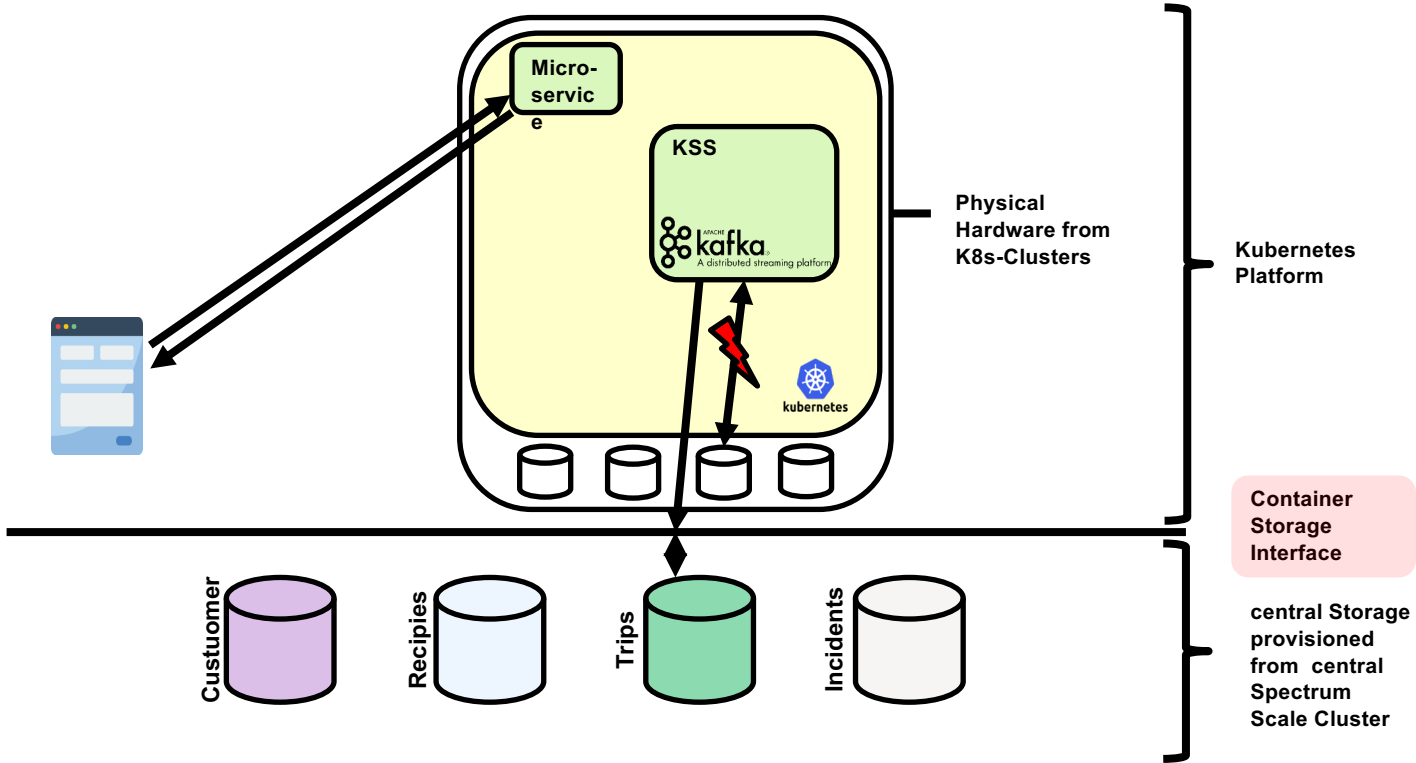 Micro-
servic
e
KSS
APACHE
kafka
A distributed streaming platform
kubernetes
Physical
Hardware from
K8s-Clusters
Kubernetes
Platform
Container
Storage
Interface
Custuomer
Recipies
Trips
Incidents
central Storage
provisioned
from central
Spectrum
Scale Cluster